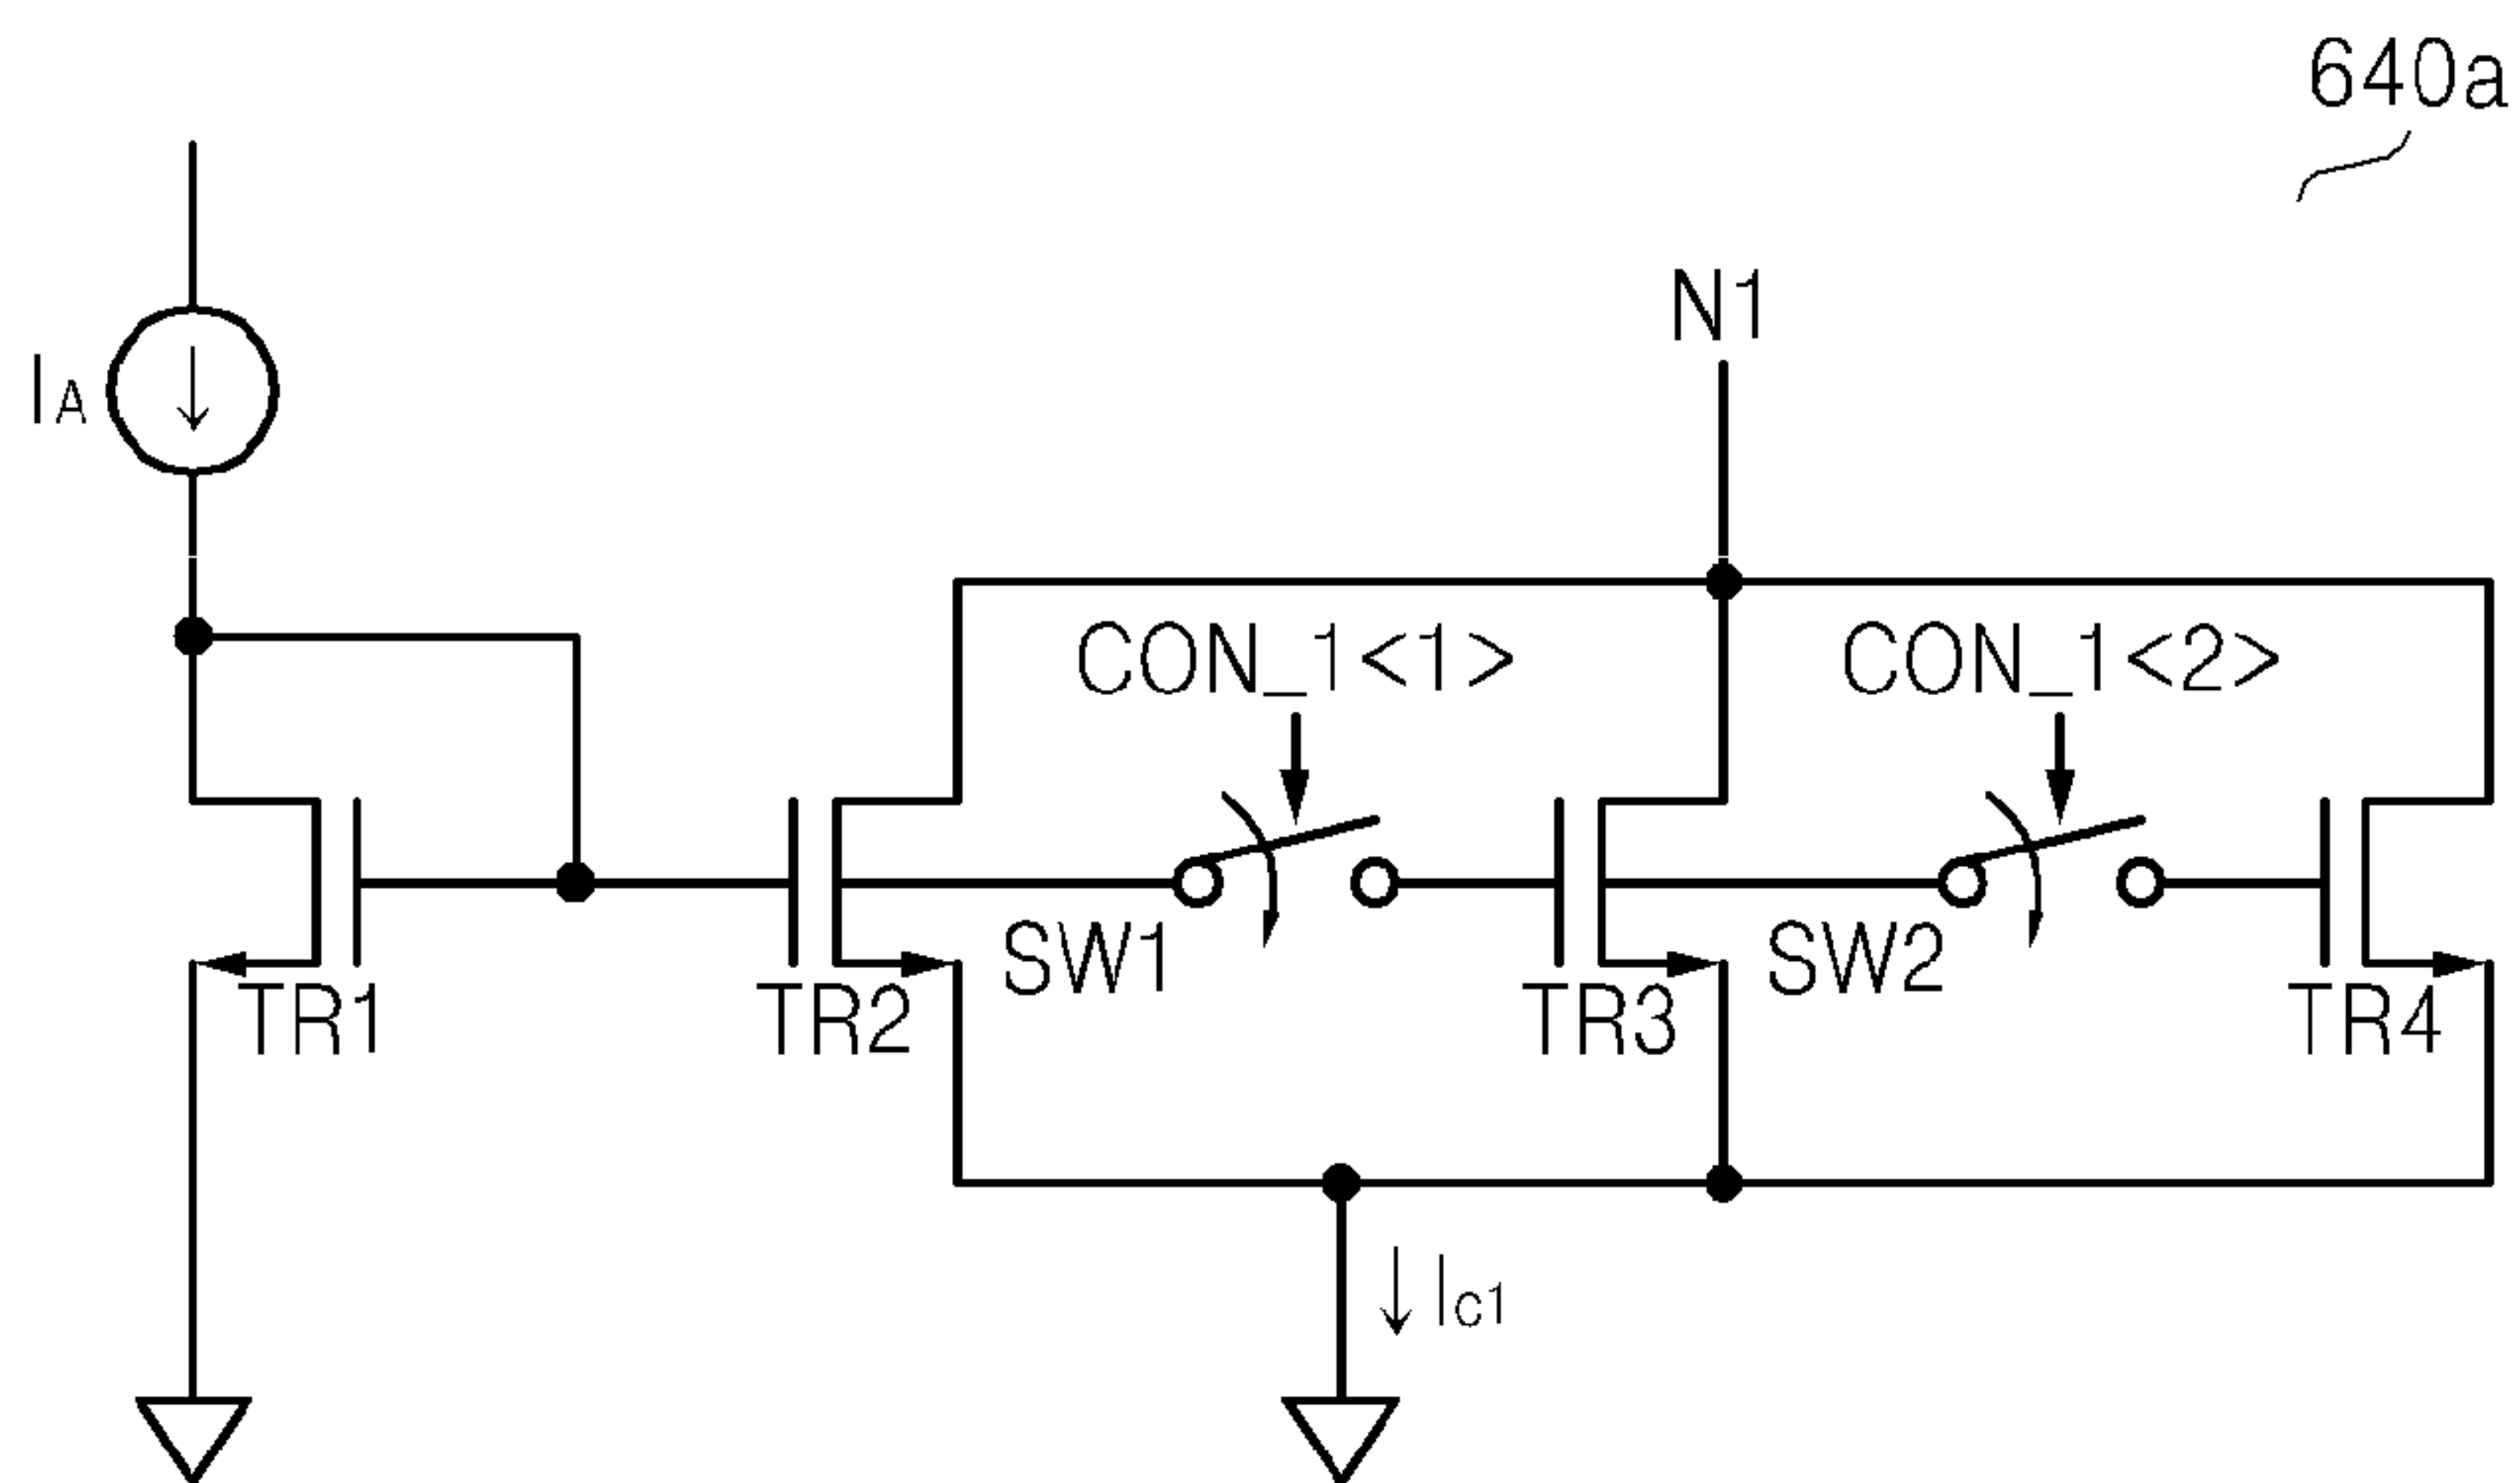 640a
N1
IA
CON_1<1>
CON_1<2>
SW1
SW2
TR1
TR2
TR3
TR4
IC1